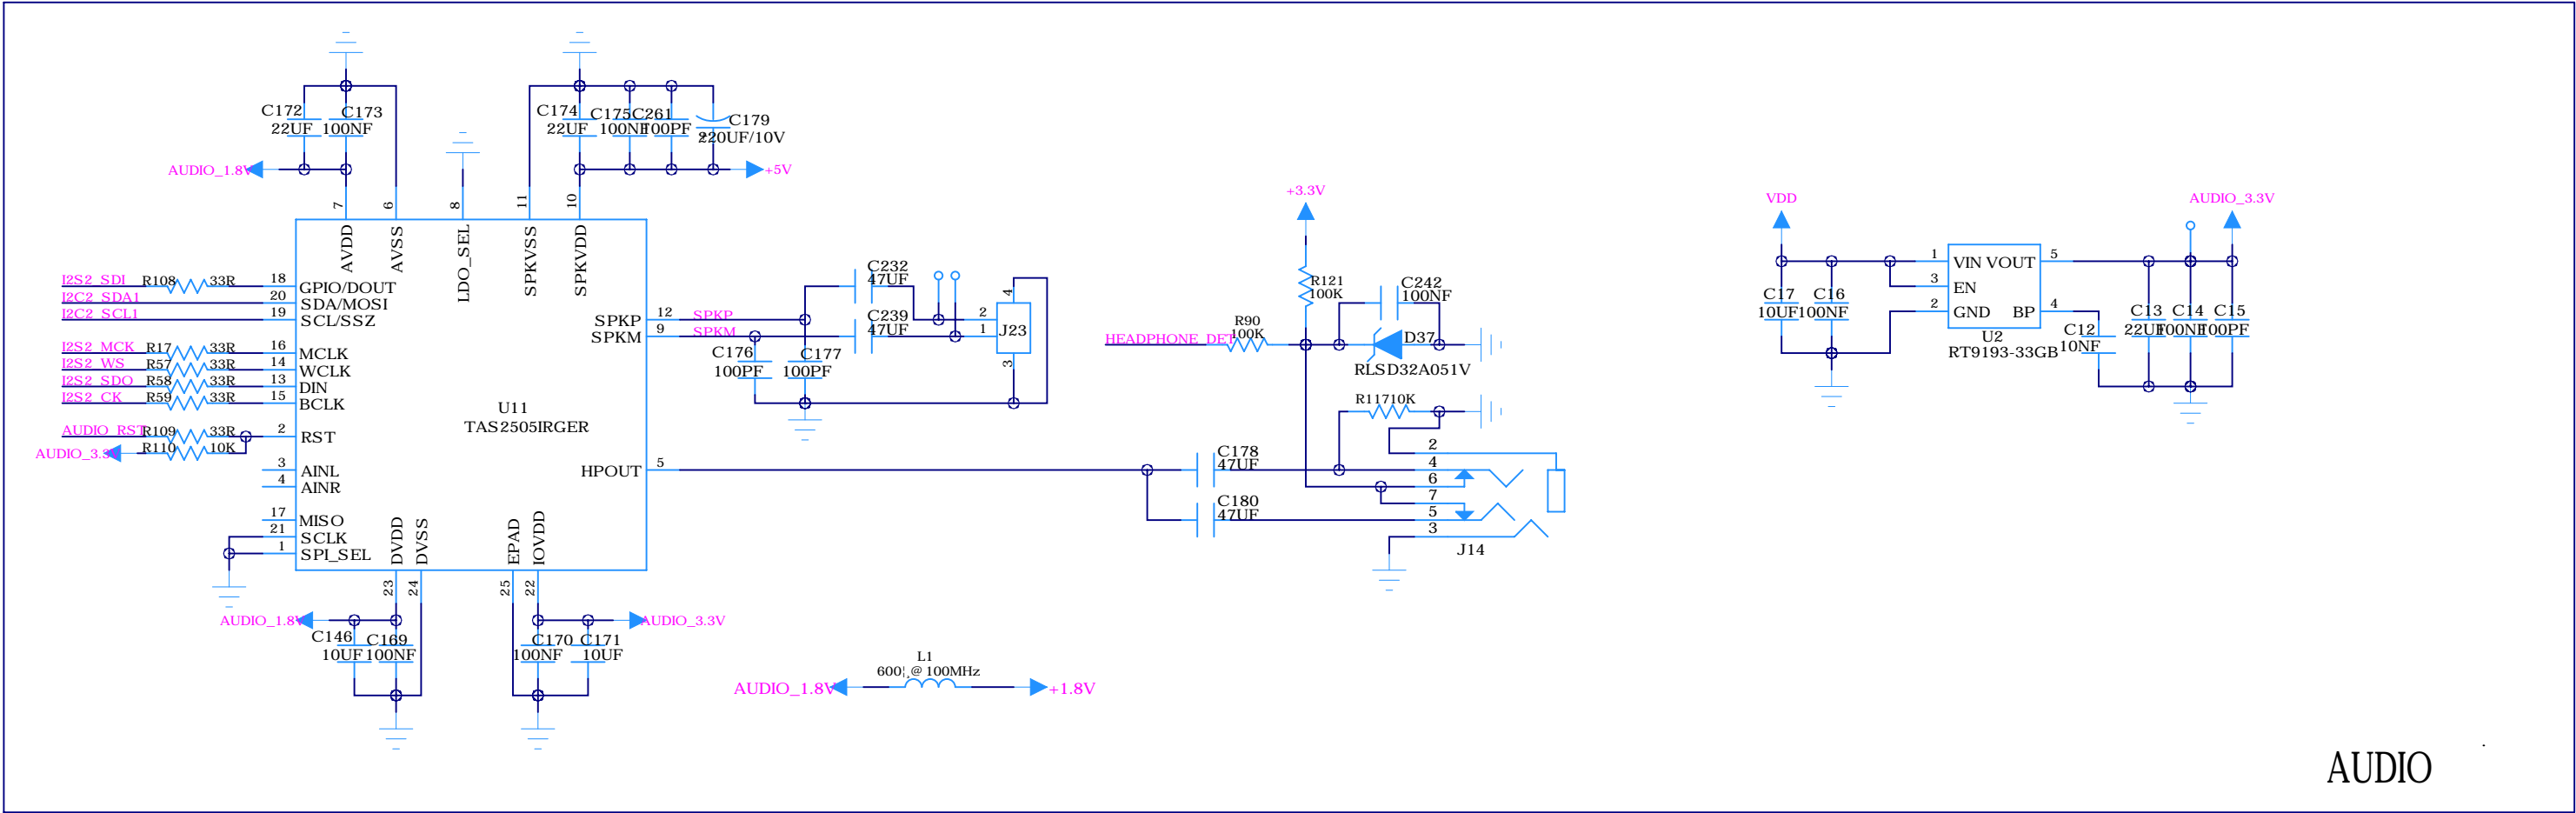 C172
22UF
C173
100NF
AUDIO_1.8V
C174
22UF
C175
100NF
C261
100PF
C179
220UF/10V
+5V
7
6
8
11
10
AVDD
AVSS
LDO_SEL
SPKVSS
SPKVDD
I2S2_SDI R108 33R 18 GPIO/DOUT
I2C2_SDA1 20 SDA/MOSI
I2C2_SCL1 19 SCL/SSZ
I2S2_MCK R17 33R 16 MCLK
I2S2_WS R57 33R 14 WCLK
I2S2_SDO R58 33R 13 DIN
I2S2_CK R59 33R 15 BCLK
AUDIO_RST R109 33R 2 RST
AUDIO_3.3V R110 10K
3 AINL
4 AINR
17 MISO
21 SCLK
1 SPI_SEL
U11
TAS2505IRGER
SPKP 12 SPKP
SPKM 9 SPKM
HPOUT 5
DVDD
DVSS
EPAD
IOVDD
23
24
25
22
AUDIO_1.8V
C146
10UF
C169
100NF
AUDIO_3.3V
C170
100NF
C171
10UF
C232
47UF
C239
47UF
C176
100PF
C177
100PF
4
2
1
J23
3
AUDIO_1.8V
L1
600¦¸@100MHz
+1.8V
+3.3V
R121
100K
C242
100NF
HEADPHONE_DET
R90
100K
D37
RLSD32A051V
R117 10K
C178
47UF
C180
47UF
2
4
6
7
5
3
J14
VDD
AUDIO_3.3V
1 VIN VOUT 5
3 EN
2 GND BP 4
U2
RT9193-33GB
C17
10UF
C16
100NF
C12
10NF
C13
22UF
C14
100NF
C15
100PF
AUDIO